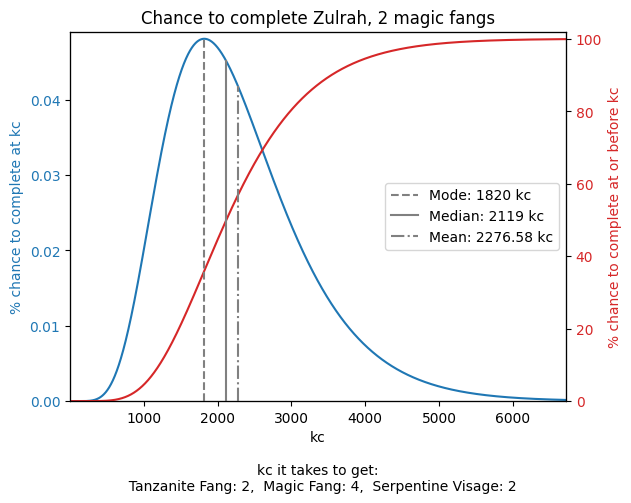 Chance to complete Zulrah, 2 magic fangs
% chance to complete at kc
0.04
0.03
0.02
0.01
0.00
100
80
60
40
20
0
% chance to complete at or before kc
Mode: 1820 kc
Median: 2119 kc
Mean: 2276.58 kc
1000 2000 3000 4000 5000 6000
kc
kc it takes to get:
Tanzanite Fang: 2,  Magic Fang: 4,  Serpentine Visage: 2